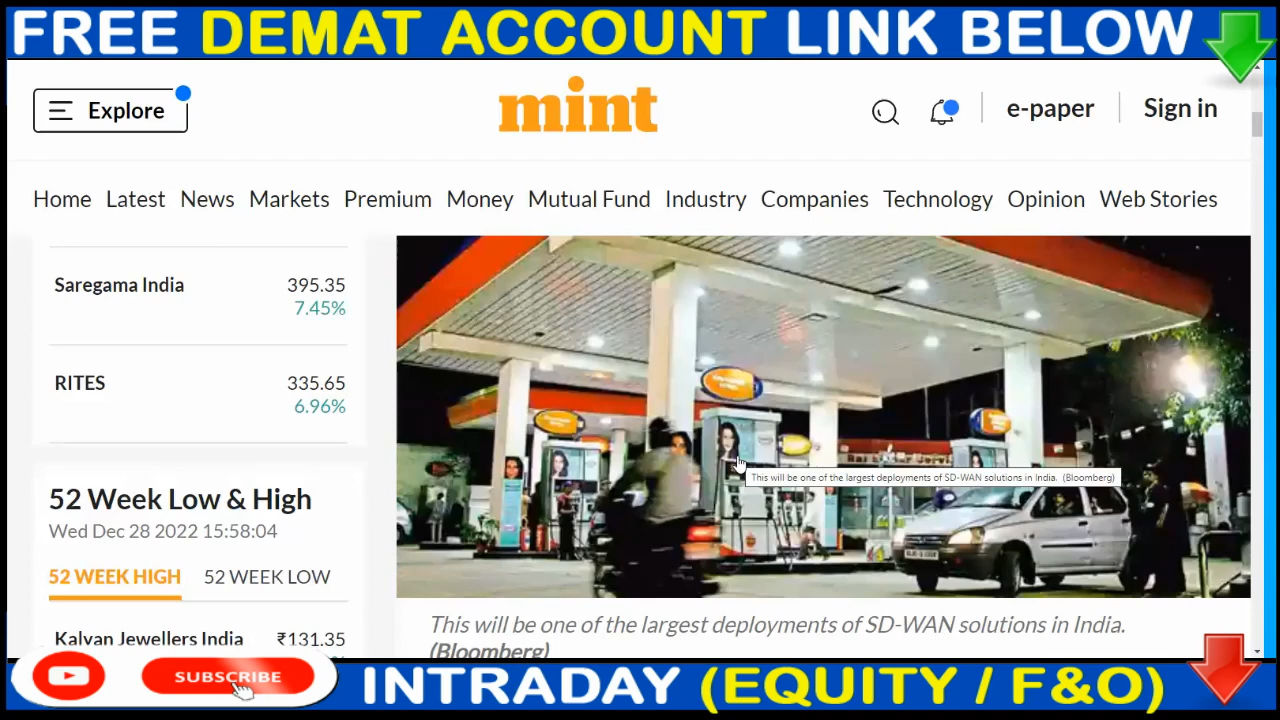 FREE DEMAT ACCOUNT LINK BELOW
Explore
mint
e-paper
Sign in
Home Latest News Markets Premium Money Mutual Fund Industry Companies Technology Opinion Web Stories
Saregama India 395.35
7.45%
RITES 335.65
6.96%
52 Week Low & High
Wed Dec 28 2022 15:58:04
52 WEEK HIGH 52 WEEK LOW
Kalyan Jewellers India ₹131.35
This will be one of the largest deployments of SD-WAN solutions in India. (Bloomberg)
This will be one of the largest deployments of SD-WAN solutions in India.
(Bloomberg)
SUBSCRIBE
INTRADAY (EQUITY / F&O)